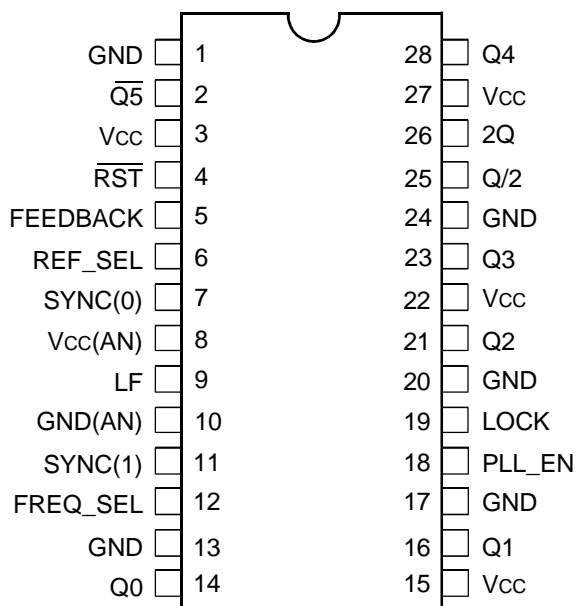 GND 1 28 Q4
Q5 2 27 VCC
VCC 3 26 2Q
RST 4 25 Q/2
FEEDBACK 5 24 GND
REF_SEL 6 23 Q3
SYNC(0) 7 22 VCC
VCC(AN) 8 21 Q2
LF 9 20 GND
GND(AN) 10 19 LOCK
SYNC(1) 11 18 PLL_EN
FREQ_SEL 12 17 GND
GND 13 16 Q1
Q0 14 15 VCC